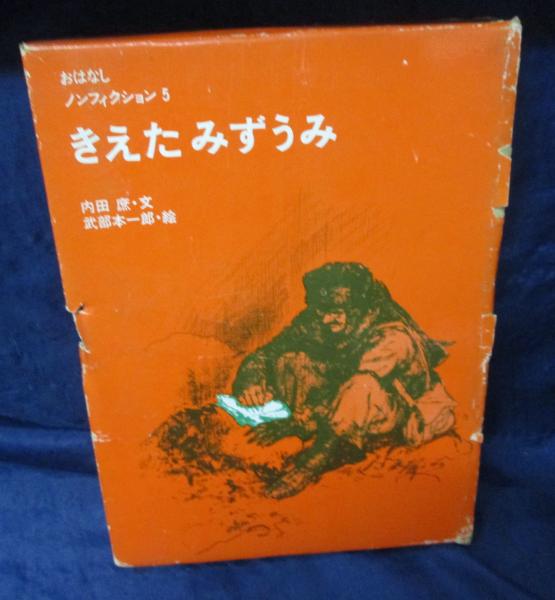 おはなし
ノンフィクション 5
きえた みずうみ
内田 庶・文
武部本一郎・絵